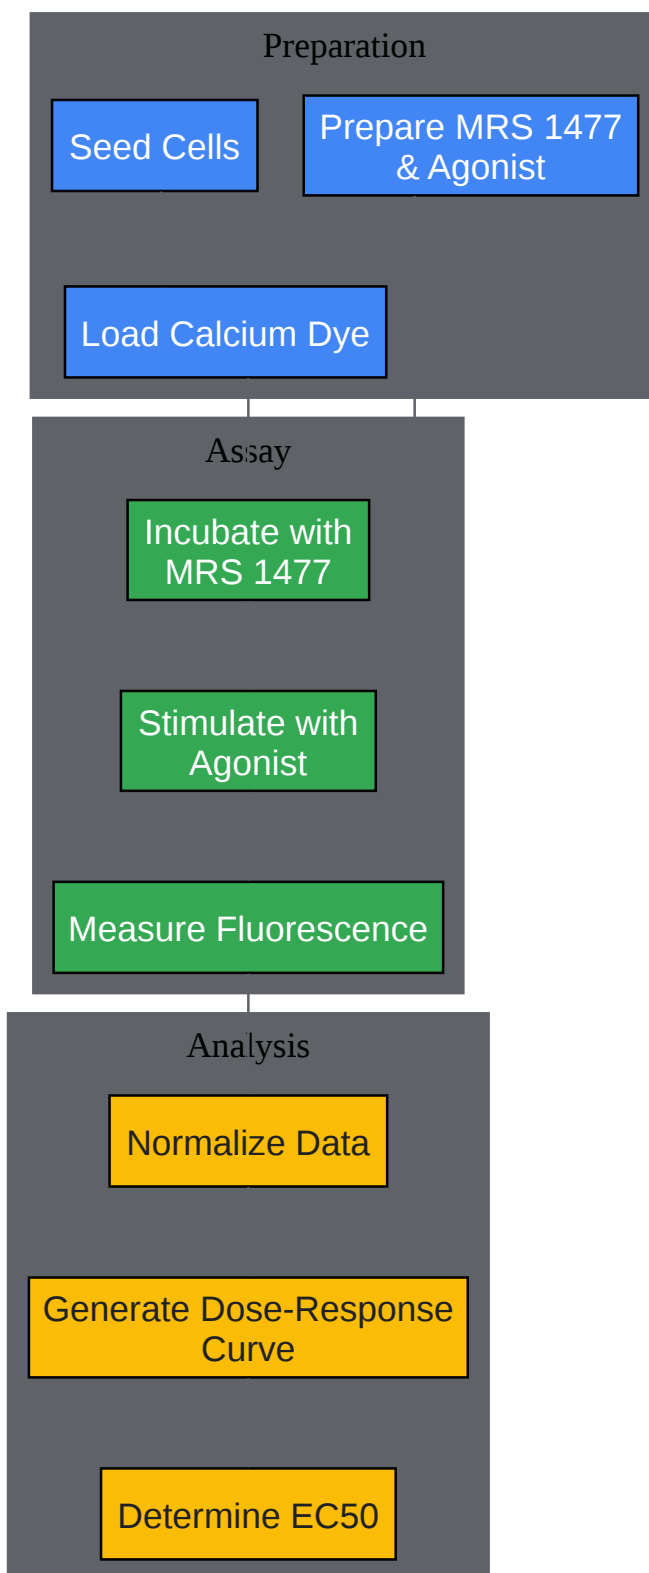 Preparation
Seed Cells
Prepare MRS 1477
& Agonist
Load Calcium Dye
Assay
Incubate with
MRS 1477
Stimulate with
Agonist
Measure Fluorescence
Analysis
Normalize Data
Generate Dose-Response
Curve
Determine EC50